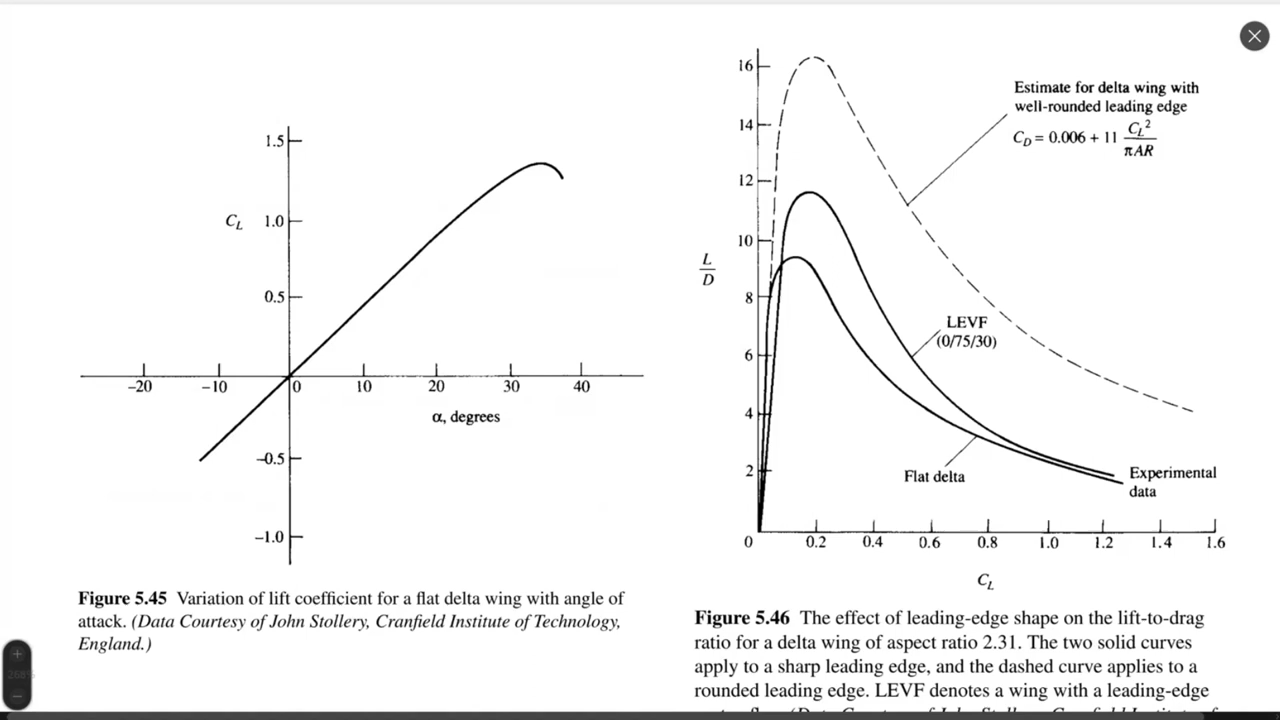 1.5
C_L 1.0
0.5
−20 −10 0 10 20 30 40
α, degrees
−0.5
−1.0
Figure 5.45 Variation of lift coefficient for a flat delta wing with angle of
attack. (Data Courtesy of John Stollery, Cranfield Institute of Technology,
England.)
16
14
12
10
8
6
4
2
L/D
Estimate for delta wing with
well-rounded leading edge
C_D = 0.006 + 11 C_L²/πAR
LEVF
(0/75/30)
Flat delta
Experimental
data
0 0.2 0.4 0.6 0.8 1.0 1.2 1.4 1.6
C_L
Figure 5.46 The effect of leading-edge shape on the lift-to-drag
ratio for a delta wing of aspect ratio 2.31. The two solid curves
apply to a sharp leading edge, and the dashed curve applies to a
rounded leading edge. LEVF denotes a wing with a leading-edge